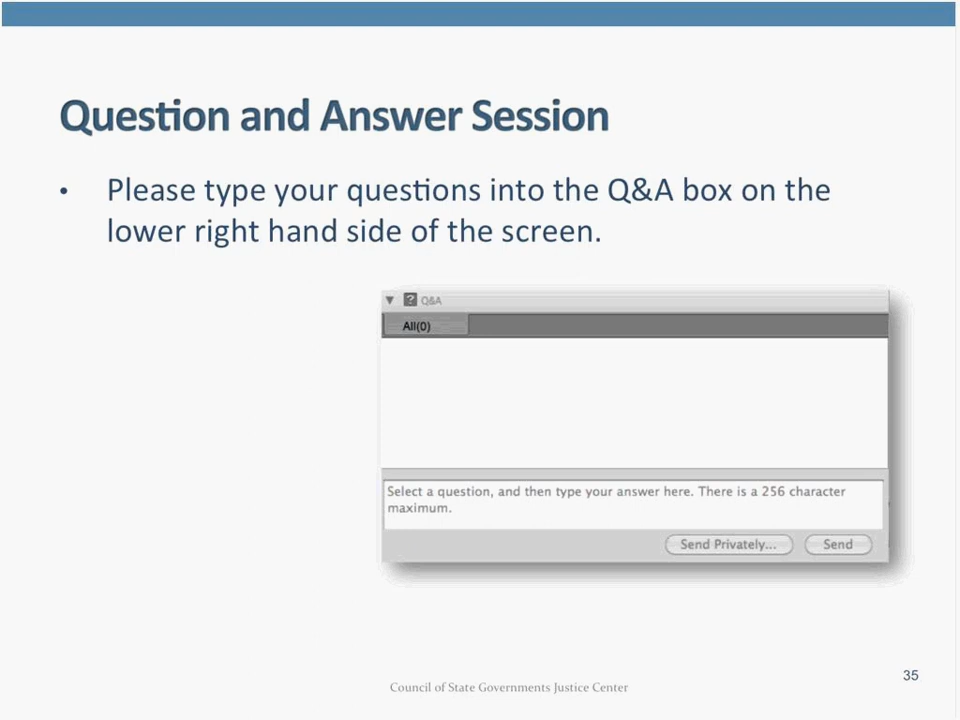 Question and Answer Session
• Please type your questions into the Q&A box on the
lower right hand side of the screen.
▼ ? Q&A
All(0)
Select a question, and then type your answer here. There is a 256 character
maximum.
Send Privately... Send
35
Council of State Governments Justice Center